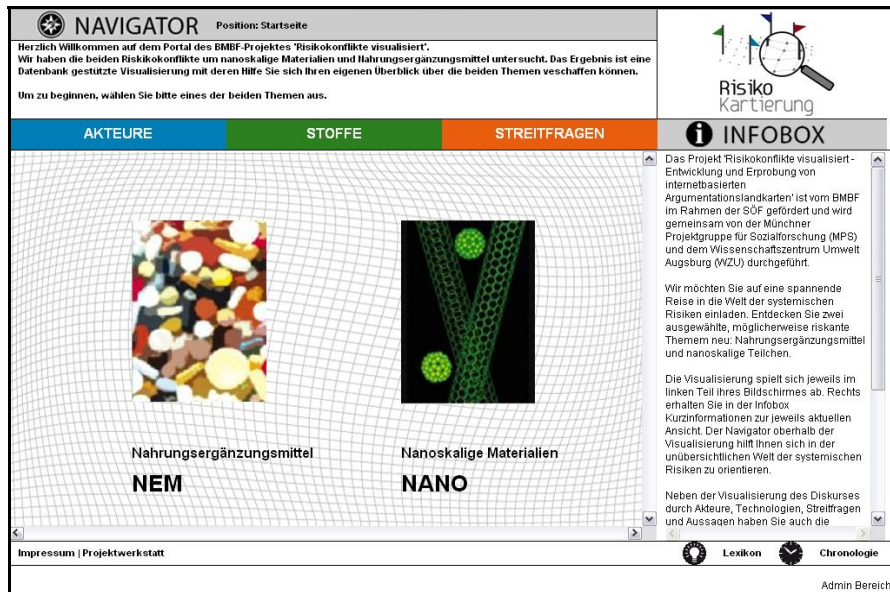 NAVIGATOR Position: Startseite
Herzlich Willkommen auf dem Portal des BMBF-Projektes 'Risikokonflikte visualisiert'.
Wir haben die beiden Riskikokonflikte um nanoskalige Materialien und Nahrungsergänzungsmittel untersucht. Das Ergebnis ist eine
Datenbank gestützte Visualisierung mit deren Hilfe Sie sich Ihren eigenen Überblick über die beiden Themen veschaffen können.
Um zu beginnen, wählen Sie bitte eines der beiden Themen aus.
Risiko
Kartierung
AKTEURE
STOFFE
STREITFRAGEN
i INFOBOX
Nahrungsergänzungsmittel
NEM
Nanoskalige Materialien
NANO
Das Projekt 'Risikokonflikte visualisiert -
Entwicklung und Erprobung von
internetbasierten
Argumentationslandkarten' ist vom BMBF
im Rahmen der SÖF gefördert und wird
gemeinsam von der Münchner
Projektgruppe für Sozialforschung (MPS)
und dem Wissenschaftszentrum Umwelt
Augsburg (WZU) durchgeführt.
Wir möchten Sie auf eine spannende
Reise in die Welt der systemischen
Risiken einladen. Entdecken Sie zwei
ausgewählte, möglicherweise riskante
Themem neu: Nahrungsergänzungsmittel
und nanoskalige Teilchen.
Die Visualisierung spielt sich jeweils im
linken Teil ihres Bildschirmes ab. Rechts
erhalten Sie in der Infobox
Kurzinformationen zur jeweils aktuellen
Ansicht. Der Navigator oberhalb der
Visualisierung hilft Ihnen sich in der
unübersichtlichen Welt der systemischen
Risiken zu orientieren.
Neben der Visualisierung des Diskurses
durch Akteure, Technologien, Streitfragen
und Aussagen haben Sie auch die
Impressum | Projektwerkstatt
Lexikon
Chronologie
Admin Bereich